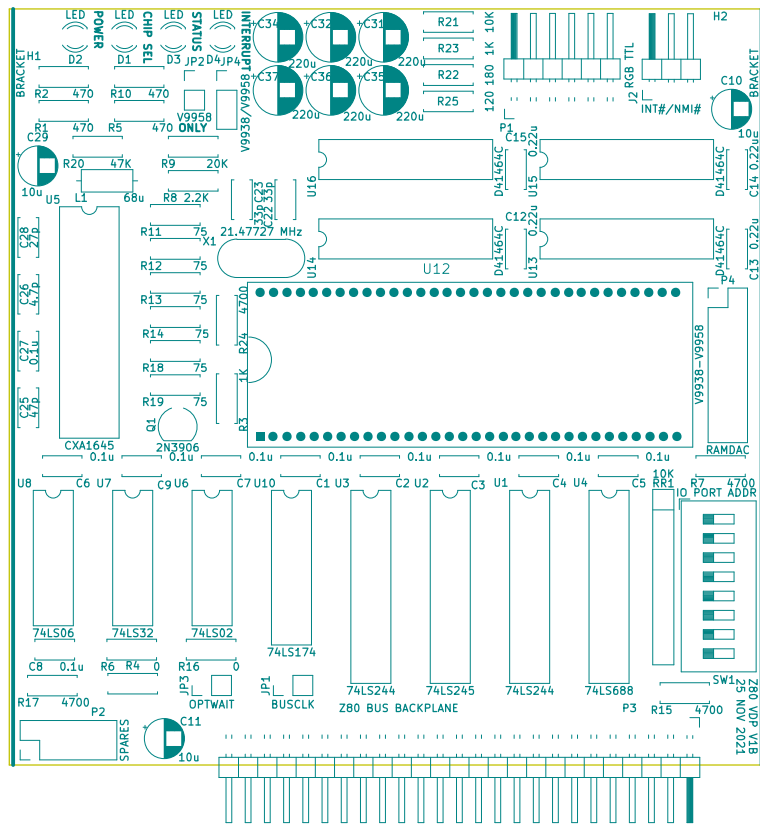 LED LED LED LED
POWER
CHIP SEL
STATUS
INTERRUPT
C34 C32 C31
220u 220u 220u
R21
R23
R22
R25
120 180 1K 10K
H2
H1 D2 D1 D3 JP2 D4 JP4
BRACKET
V9938/V9958
C37 C36 C35
220u 220u 220u
P1
J2 RGB TTL
INT#/NMI#
C10
10u
BRACKET
R2 470 R10 470
V9958
ONLY
R1 470 R5 470
C29
10u
R20 47K R9 20K
U5 L1 68u R8 2.2K
C23
33p
C22
33p
U16
D41464C
C15
0.22u
U15
D41464C
C14 0.22u
R11 75
X1 21.47727 MHz
U14
D41464C
C12
0.22u
U13
D41464C
C13 0.22u
C28
27p
R12 75
U12
P4
C26
4.7p
R13 75
R24 4700
C27
0.1u
R14 75
R18 75
V9938-V9958
C25
47p
R19 75
R3 1K
Q1
2N3906
CXA1645
RAMDAC
0.1u 0.1u 0.1u 0.1u 0.1u 0.1u 0.1u 0.1u
10K
U8 C6 U7 C9 U6 C7 U10 C1 U3 C2 U2 C3 U1 C4 U4 C5 RR1 R7 4700
IO PORT ADDR
74LS06 74LS32 74LS02
74LS174
C8 0.1u R6 R4 0 R16 0
74LS244 74LS245 74LS244 74LS688
SW1
R17 4700
JP3
OPTWAIT
JP1
BUSCLK
Z80 BUS BACKPLANE
P3
R15 4700
Z80 VDP V1B
25 NOV 2021
P2
SPARES
C11
10u